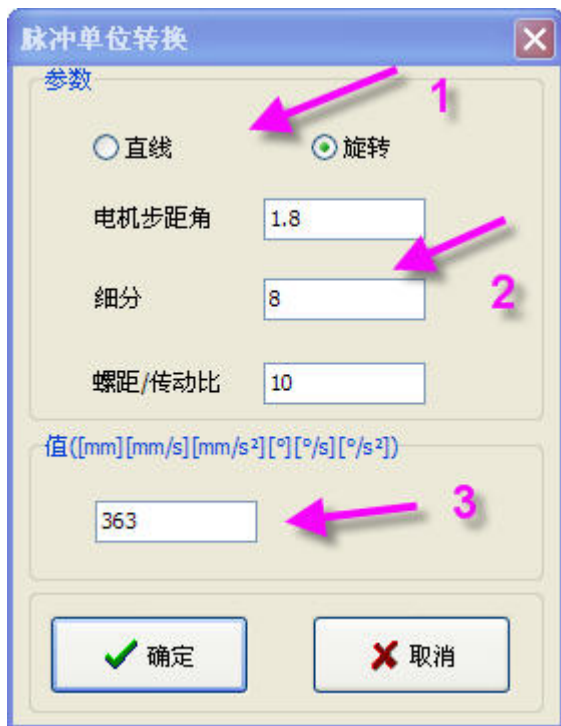 脉冲单位转换
参数
1
直线 旋转
电机步距角 1.8
细分 8
2
螺距/传动比 10
值([mm][mm/s][mm/s²][°][°/s][°/s²])
363
3
确定 取消